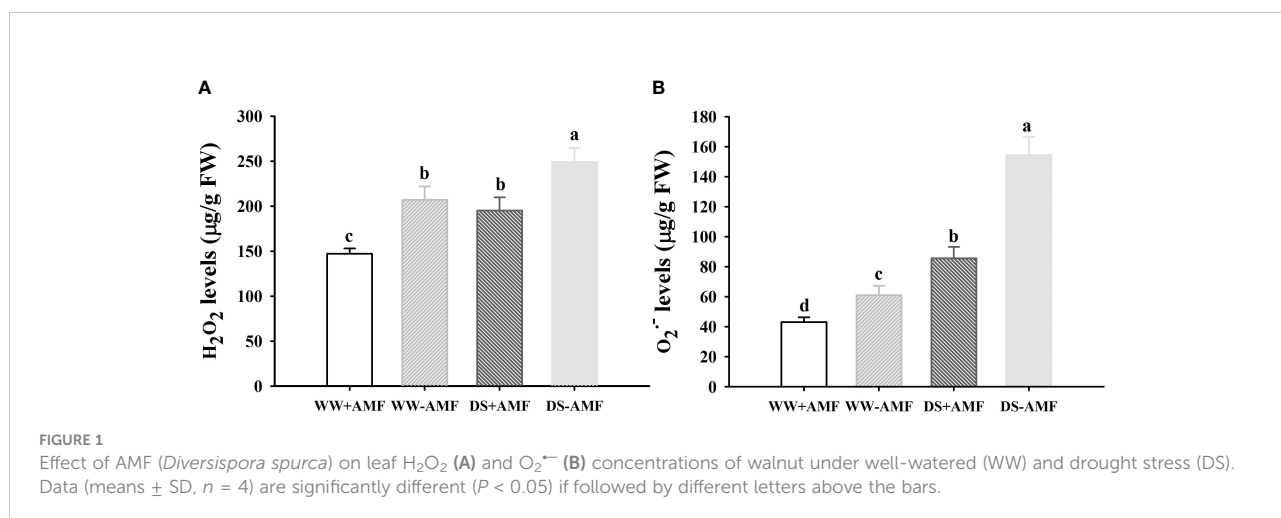 A
B
300
250
200
150
100
50
0
H₂O₂ levels (µg/g FW)
c
b
b
a
WW+AMF WW-AMF DS+AMF DS-AMF
180
160
140
120
100
80
60
40
20
0
O₂·⁻ levels (µg/g FW)
d
c
b
a
WW+AMF WW-AMF DS+AMF DS-AMF
FIGURE 1
Effect of AMF (Diversispora spurca) on leaf H₂O₂ (A) and O₂•— (B) concentrations of walnut under well-watered (WW) and drought stress (DS).
Data (means ± SD, n = 4) are significantly different (P < 0.05) if followed by different letters above the bars.